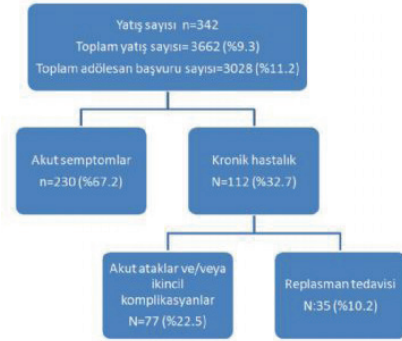 Yatış sayısı n=342
Toplam yatış sayısı= 3662 (%9.3)
Toplam adölesan başvuru sayısı=3028 (%11.2)
Akut semptomlar
n=230 (%67.2)
Kronik hastalık
N=112 (%32.7)
Akut ataklar ve/veya
ikincil
komplikasyanlar
N=77 (%22.5)
Replasman tedavisi
N:35 (%10.2)